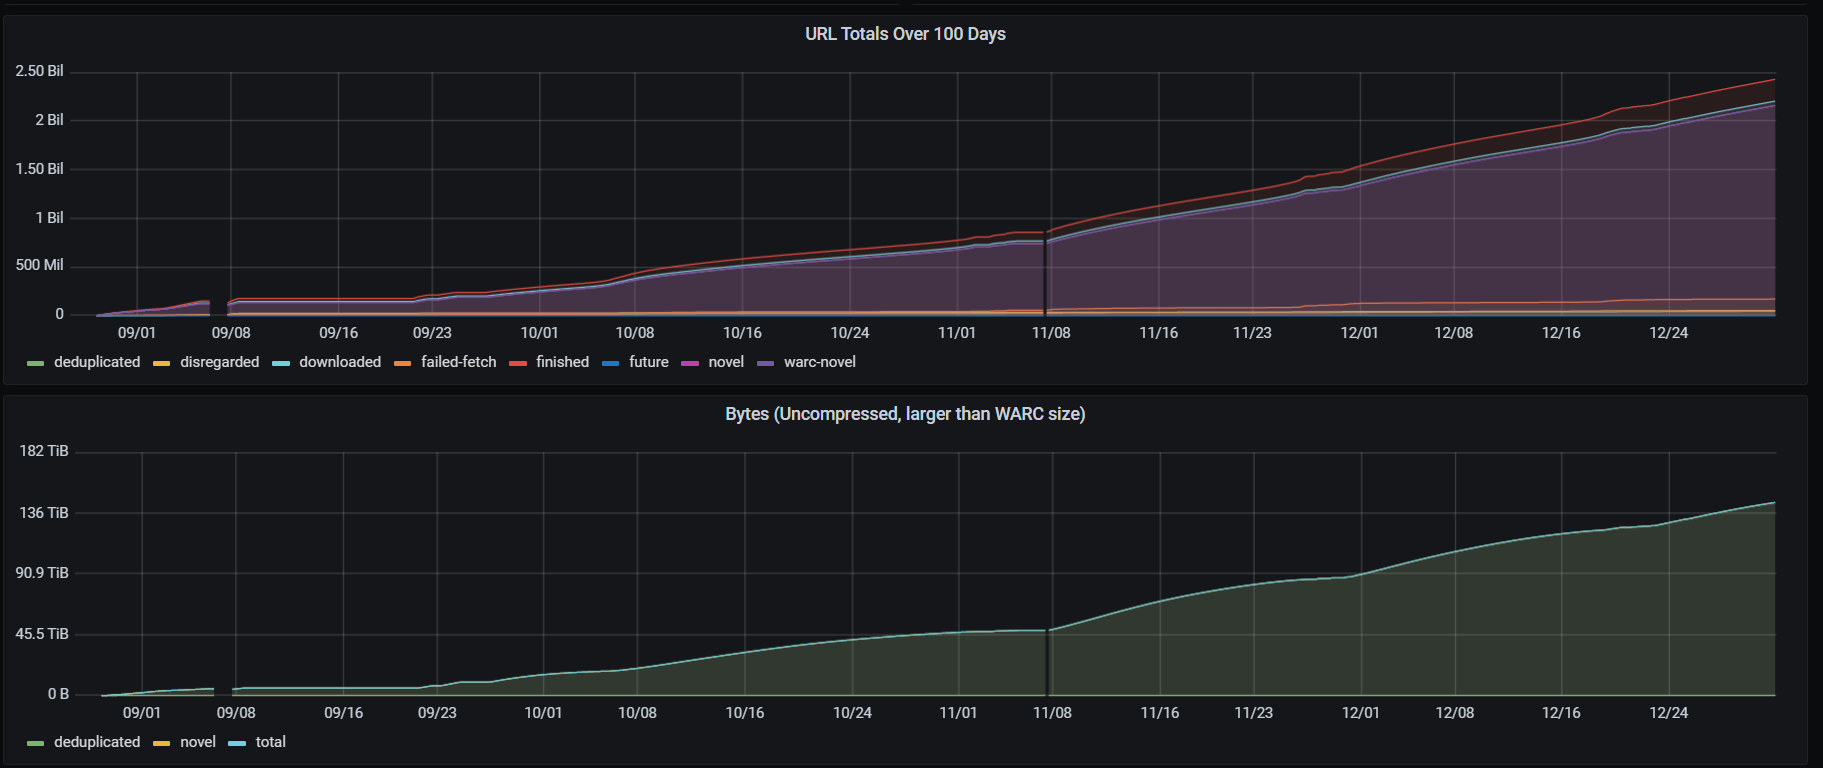 URL Totals Over 100 Days
2.50 Bil
2 Bil
1.50 Bil
1 Bil
500 Mil
0
09/01 09/08 09/16 09/23 10/01 10/08 10/16 10/24 11/01 11/08 11/16 11/23 12/01 12/08 12/16 12/24
deduplicated disregarded downloaded failed-fetch finished future novel warc-novel
Bytes (Uncompressed, larger than WARC size)
182 TiB
136 TiB
90.9 TiB
45.5 TiB
0 B
09/01 09/08 09/16 09/23 10/01 10/08 10/16 10/24 11/01 11/08 11/16 11/23 12/01 12/08 12/16 12/24
deduplicated novel total